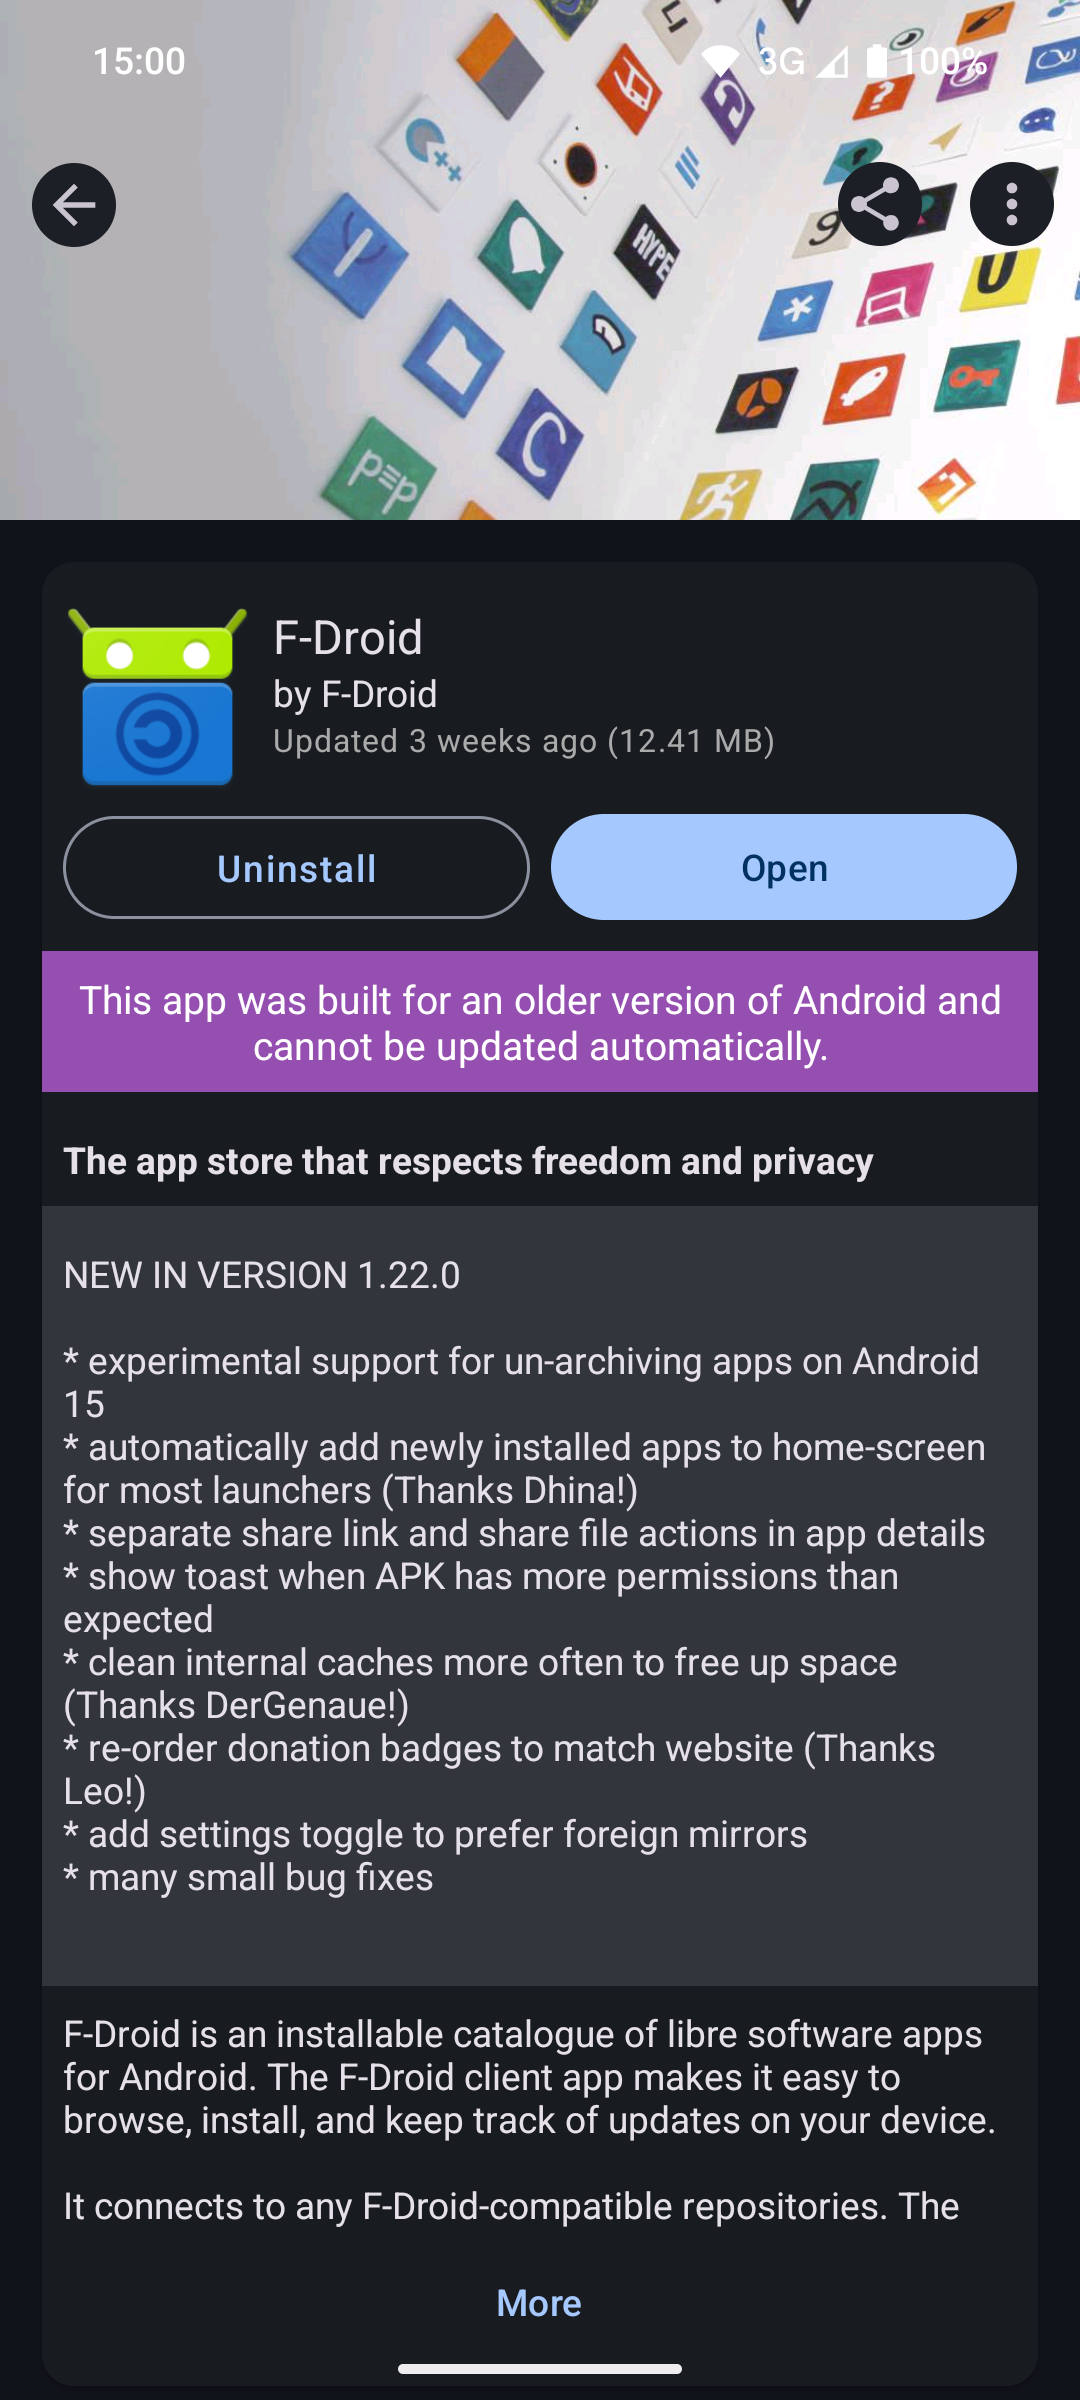 15:00
3G
100%
HYPE
9
U
C
p≡p
F-Droid
by F-Droid
Updated 3 weeks ago (12.41 MB)
Uninstall
Open
This app was built for an older version of Android and
cannot be updated automatically.
The app store that respects freedom and privacy
NEW IN VERSION 1.22.0
* experimental support for un-archiving apps on Android
15
* automatically add newly installed apps to home-screen
for most launchers (Thanks Dhina!)
* separate share link and share file actions in app details
* show toast when APK has more permissions than
expected
* clean internal caches more often to free up space
(Thanks DerGenaue!)
* re-order donation badges to match website (Thanks
Leo!)
* add settings toggle to prefer foreign mirrors
* many small bug fixes
F-Droid is an installable catalogue of libre software apps
for Android. The F-Droid client app makes it easy to
browse, install, and keep track of updates on your device.
It connects to any F-Droid-compatible repositories. The
More